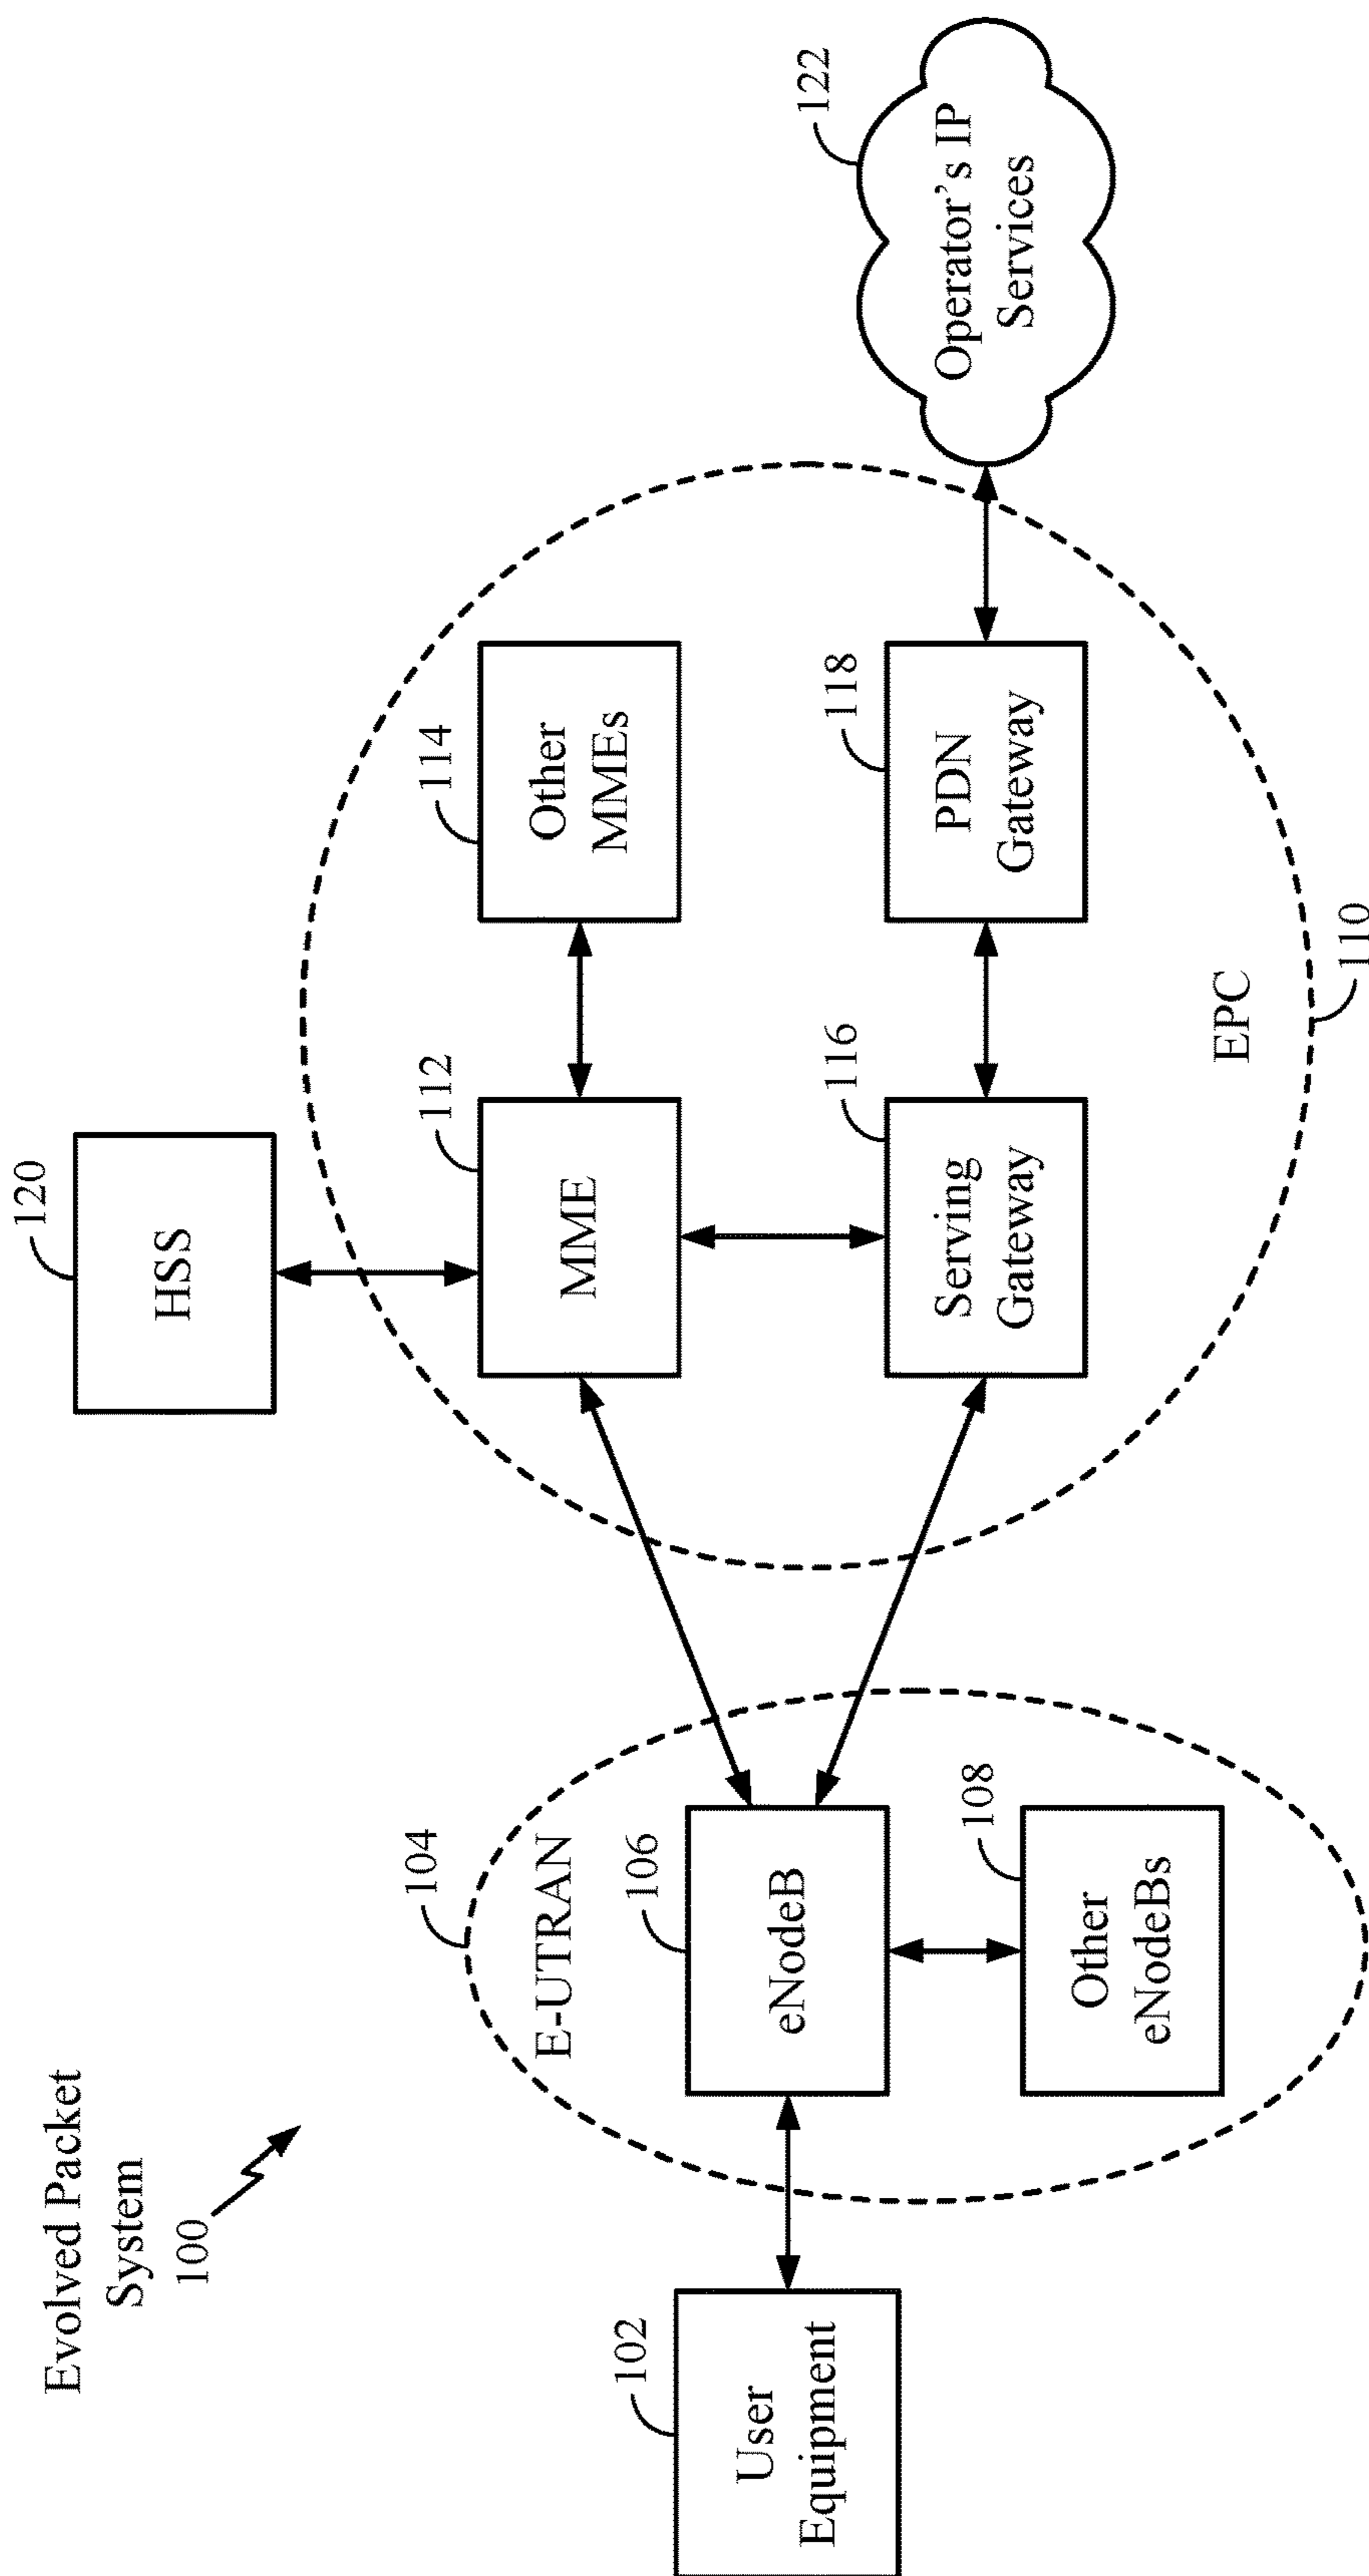 Evolved Packet
System
100
102
User
Equipment
104
E-UTRAN
106
eNodeB
108
Other
eNodeBs
120
HSS
112
MME
114
Other
MMEs
116
Serving
Gateway
118
PDN
Gateway
EPC
110
122
Operator’s IP
Services